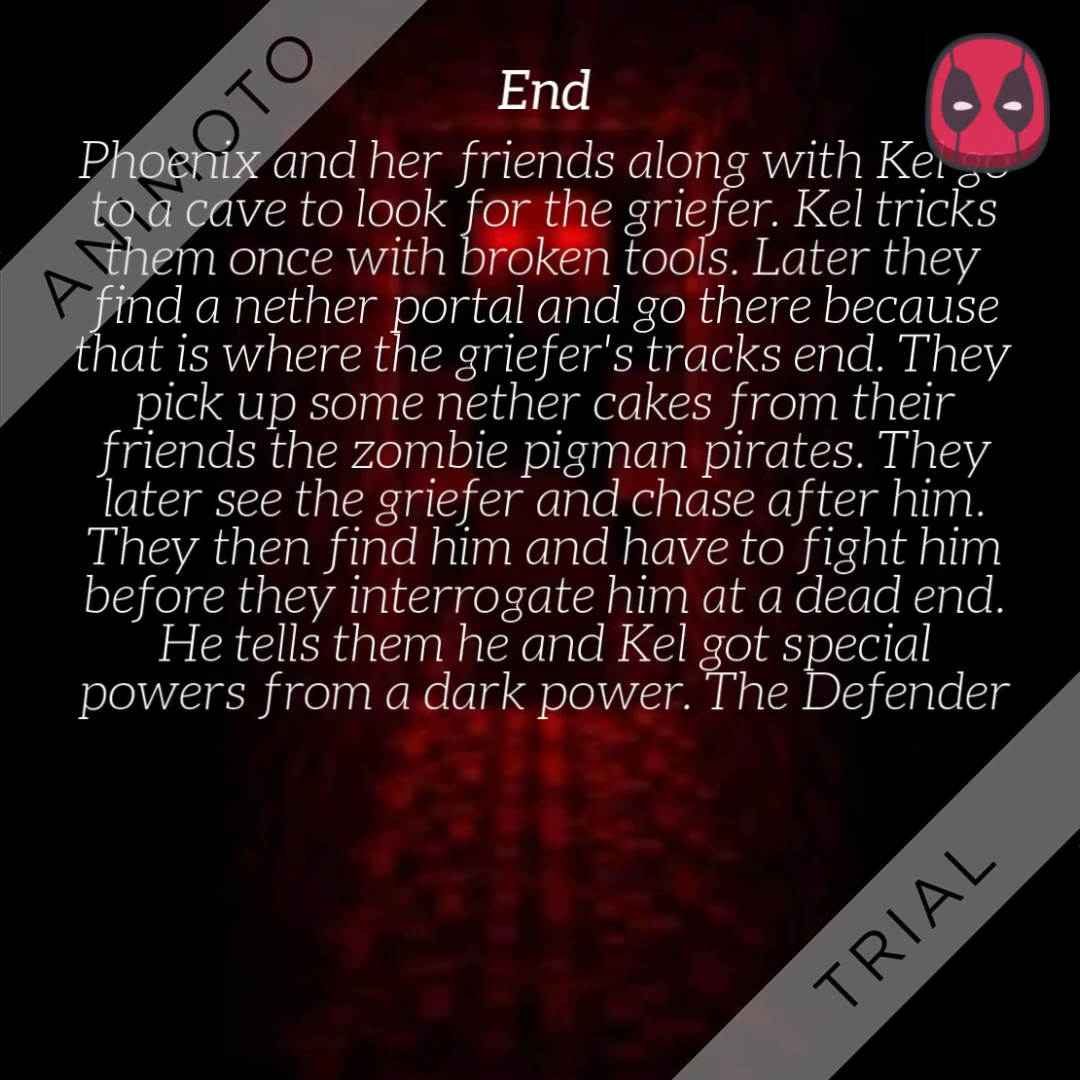 ANIMOTO
End
Phoenix and her friends along with Kel go
to a cave to look for the griefer. Kel tricks
them once with broken tools. Later they
find a nether portal and go there because
that is where the griefer's tracks end. They
pick up some nether cakes from their
friends the zombie pigman pirates. They
later see the griefer and chase after him.
They then find him and have to fight him
before they interrogate him at a dead end.
He tells them he and Kel got special
powers from a dark power. The Defender
TRIAL